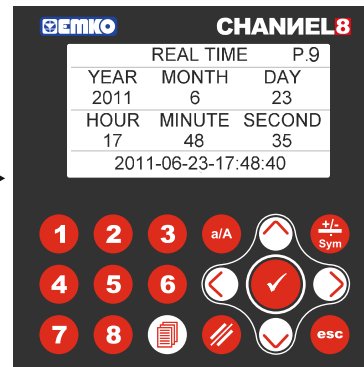 EMKO CHANNEL8
REAL TIME P.9
YEAR MONTH DAY
2011 6 23
HOUR MINUTE SECOND
17 48 35
2011-06-23-17:48:40
1 2 3 a/A +/- Sym
4 5 6
7 8 esc